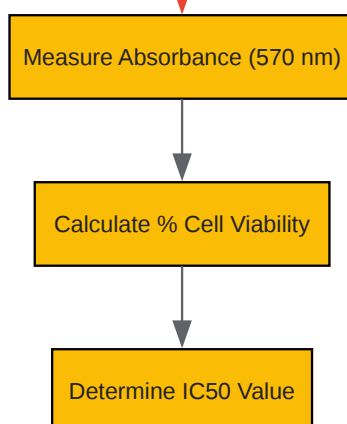 Measure Absorbance (570 nm)
Calculate % Cell Viability
Determine IC50 Value